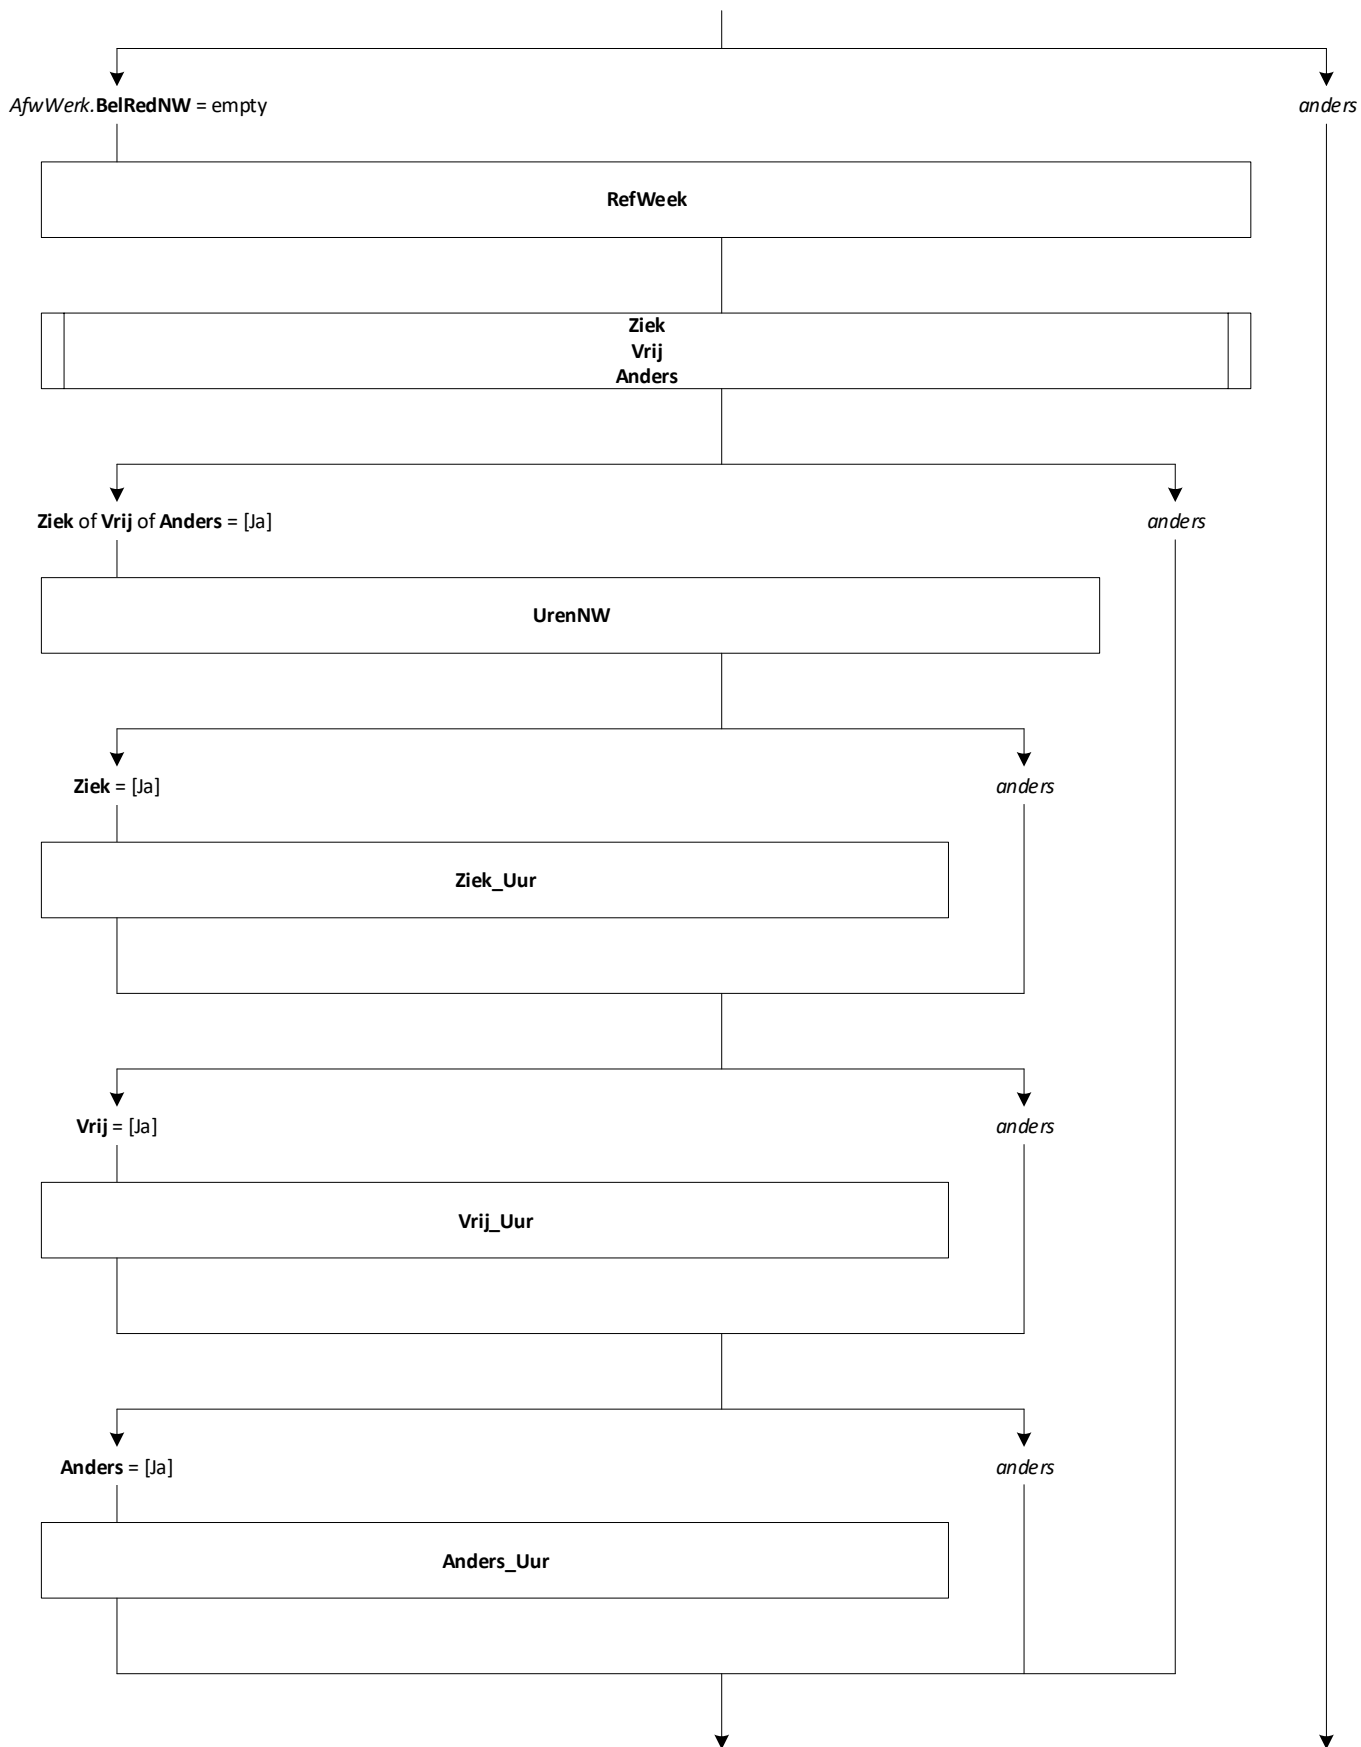 AfwWerk.BelRedNW = empty
anders
RefWeek
Ziek
Vrij
Anders
Ziek of Vrij of Anders = [Ja]
anders
UrenNW
Ziek = [Ja]
anders
Ziek_Uur
Vrij = [Ja]
anders
Vrij_Uur
Anders = [Ja]
anders
Anders_Uur